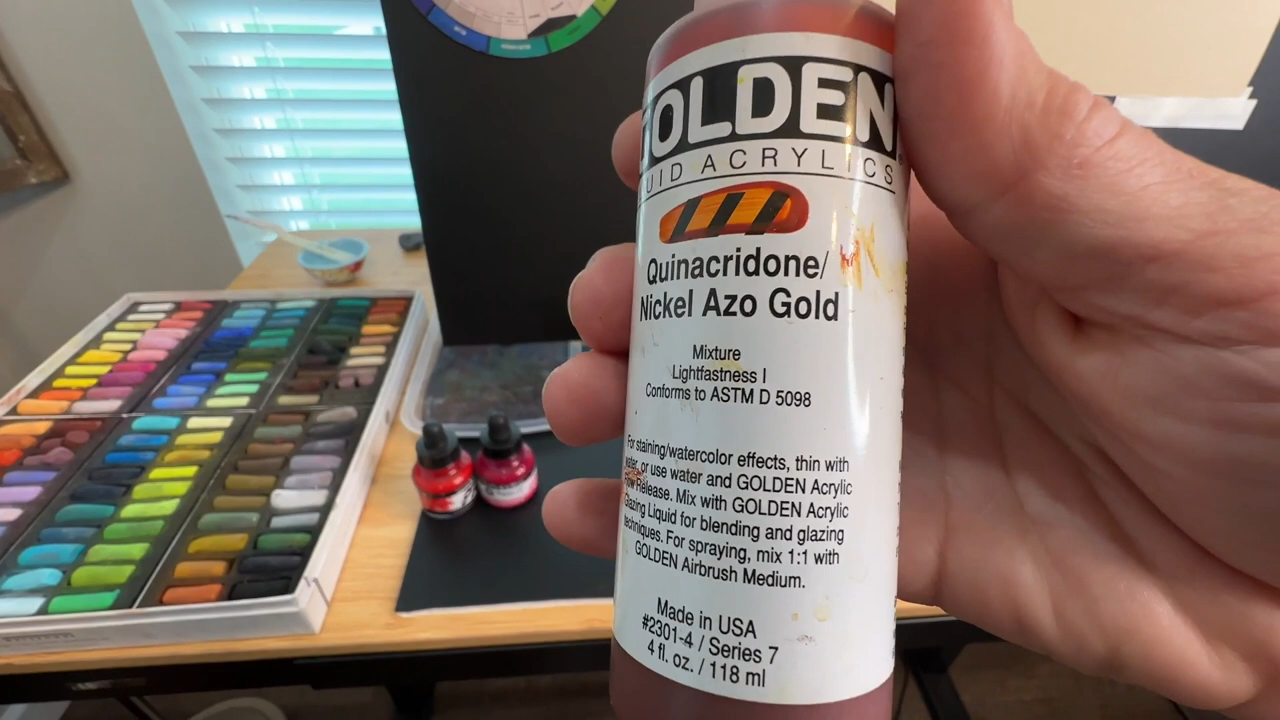 OLDEN
UID ACRYLICS
Quinacridone/
Nickel Azo Gold
Mixture
Lightfastness I
Conforms to ASTM D 5098
For staining/watercolor effects, thin with
water, or use water and GOLDEN Acrylic
Flow Release. Mix with GOLDEN Acrylic
Glazing Liquid for blending and glazing
techniques. For spraying, mix 1:1 with
GOLDEN Airbrush Medium.
Made in USA
#2301-4 / Series 7
4 fl. oz. / 118 ml